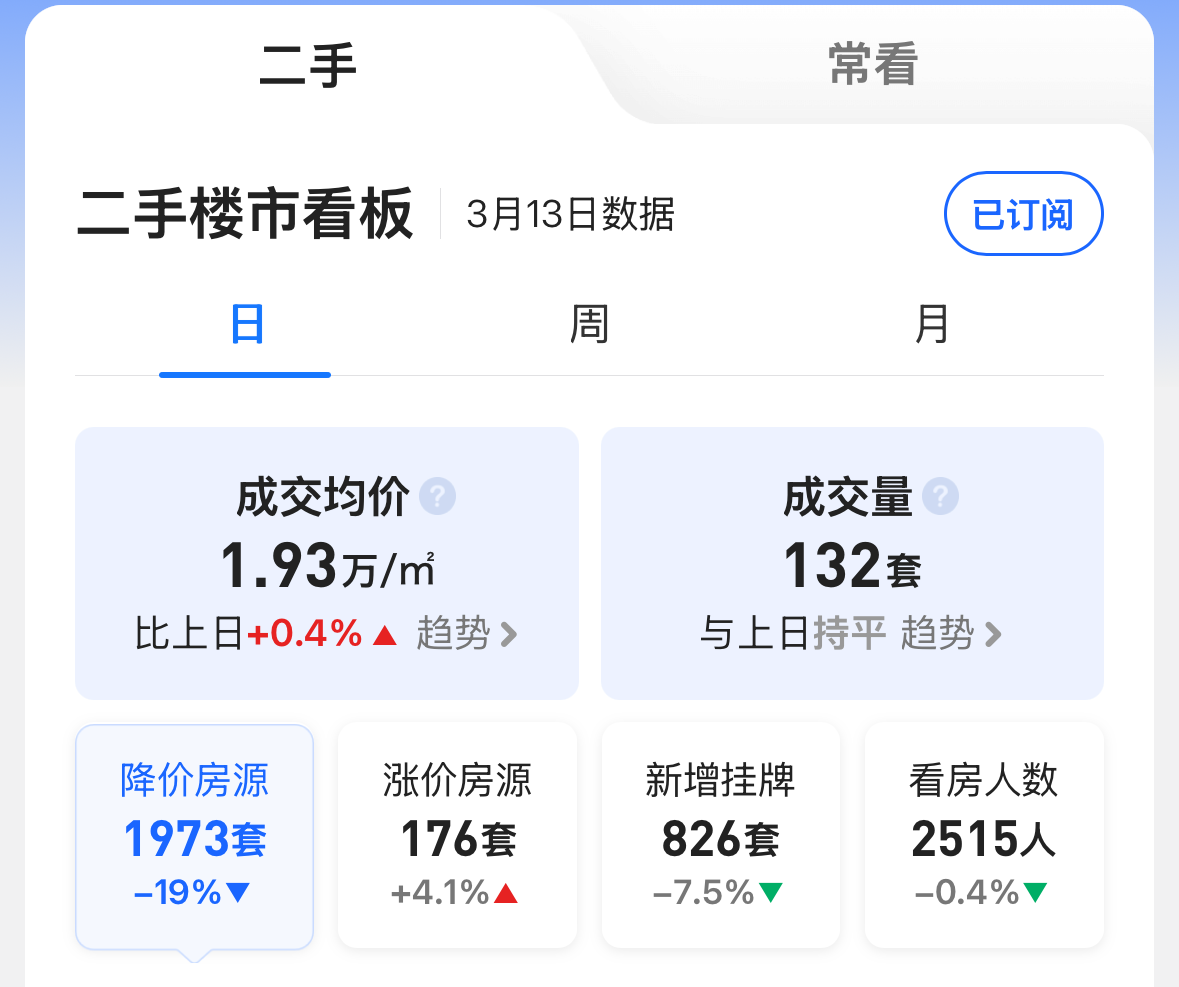 二手
常看
二手楼市看板
3月13日数据
已订阅
日
周
月
成交均价 ?
1.93万/㎡
比上日+0.4%▲ 趋势 >
成交量 ?
132套
与上日持平 趋势 >
降价房源
1973套
-19%▼
涨价房源
176套
+4.1%▲
新增挂牌
826套
-7.5%▼
看房人数
2515人
-0.4%▼